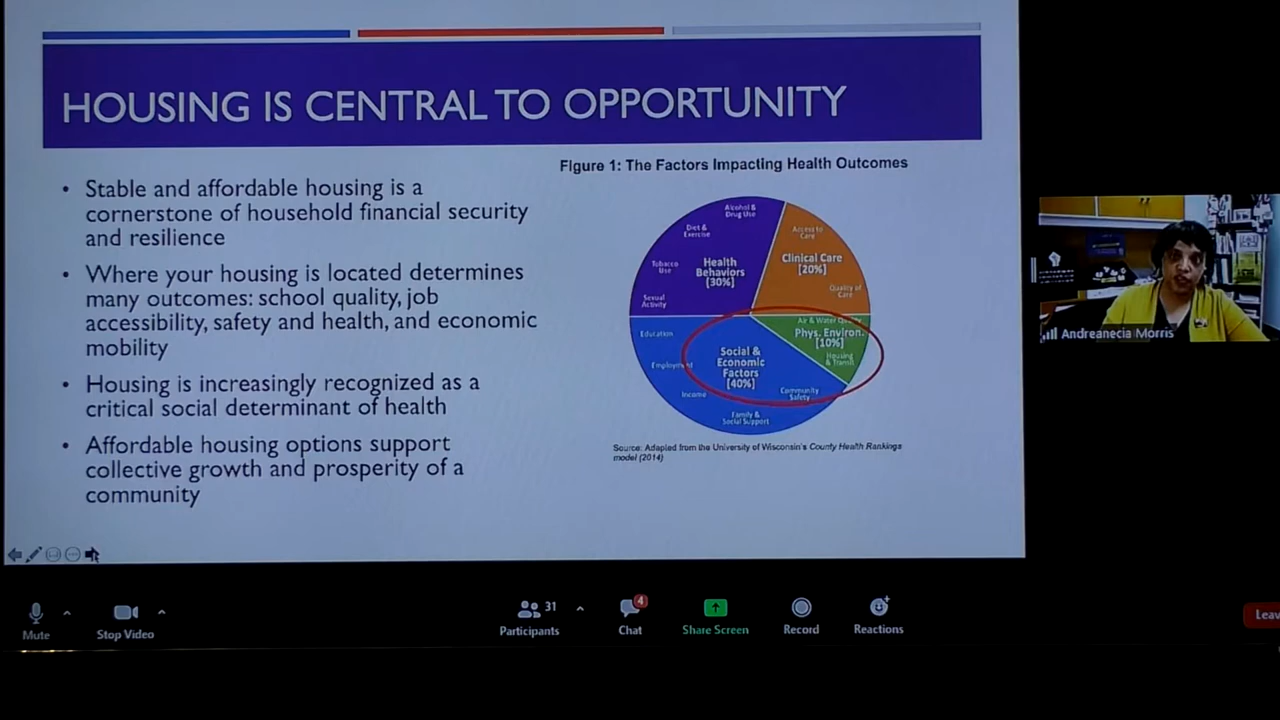 HOUSING IS CENTRAL TO OPPORTUNITY
• Stable and affordable housing is a
cornerstone of household financial security
and resilience
• Where your housing is located determines
many outcomes: school quality, job
accessibility, safety and health, and economic
mobility
• Housing is increasingly recognized as a
critical social determinant of health
• Affordable housing options support
collective growth and prosperity of a
community
Figure 1: The Factors Impacting Health Outcomes
Alcohol &
Drug Use
Diet &
Exercise
Tobacco
Use
Sexual
Activity
Health
Behaviors
[30%]
Access to
Care
Clinical Care
[20%]
Quality of
Care
Air & Water Quality
Phys. Environ.
[10%]
Housing
& Transit
Education
Employment
Income
Social &
Economic
Factors
[40%]
Community
Safety
Family &
Social Support
Source: Adapted from the University of Wisconsin's County Health Rankings
model (2014)
Andreanecia Morris
Mute
Stop Video
31
Participants
4
Chat
Share Screen
Record
Reactions
Leav